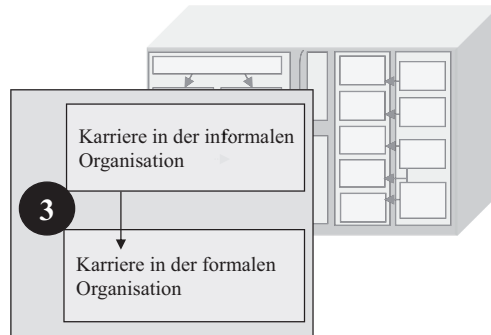 Karriere in der informalen
Organisation
3
Karriere in der formalen
Organisation